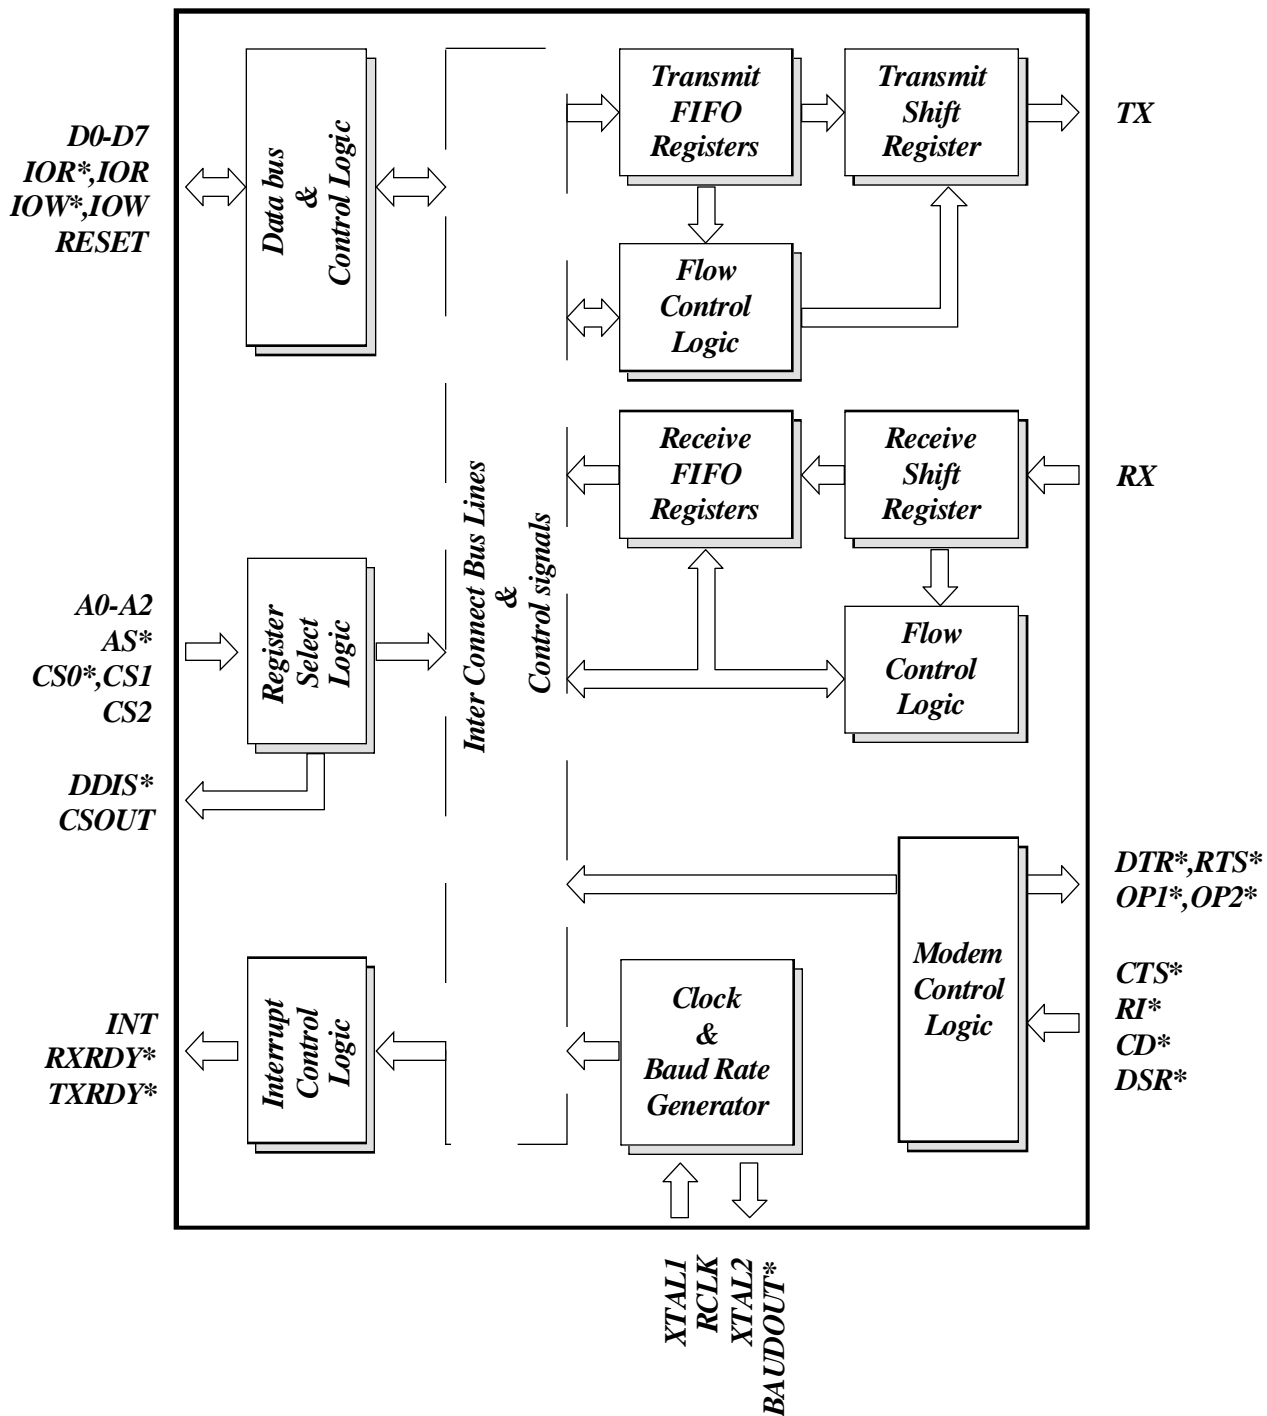 D0-D7
IOR*,IOR
IOW*,IOW
RESET
Data bus
&
Control Logic
Transmit
FIFO
Registers
Transmit
Shift
Register
TX
Flow
Control
Logic
Receive
FIFO
Registers
Receive
Shift
Register
RX
Inter Connect Bus Lines
&
Control signals
A0-A2
AS*
CS0*,CS1
CS2
Register
Select
Logic
Flow
Control
Logic
DDIS*
CSOUT
DTR*,RTS*
OP1*,OP2*
Modem
Control
Logic
CTS*
RI*
CD*
DSR*
INT
RXRDY*
TXRDY*
Interrupt
Control
Logic
Clock
&
Baud Rate
Generator
XTAL1
RCLK
XTAL2
BAUDOUT*